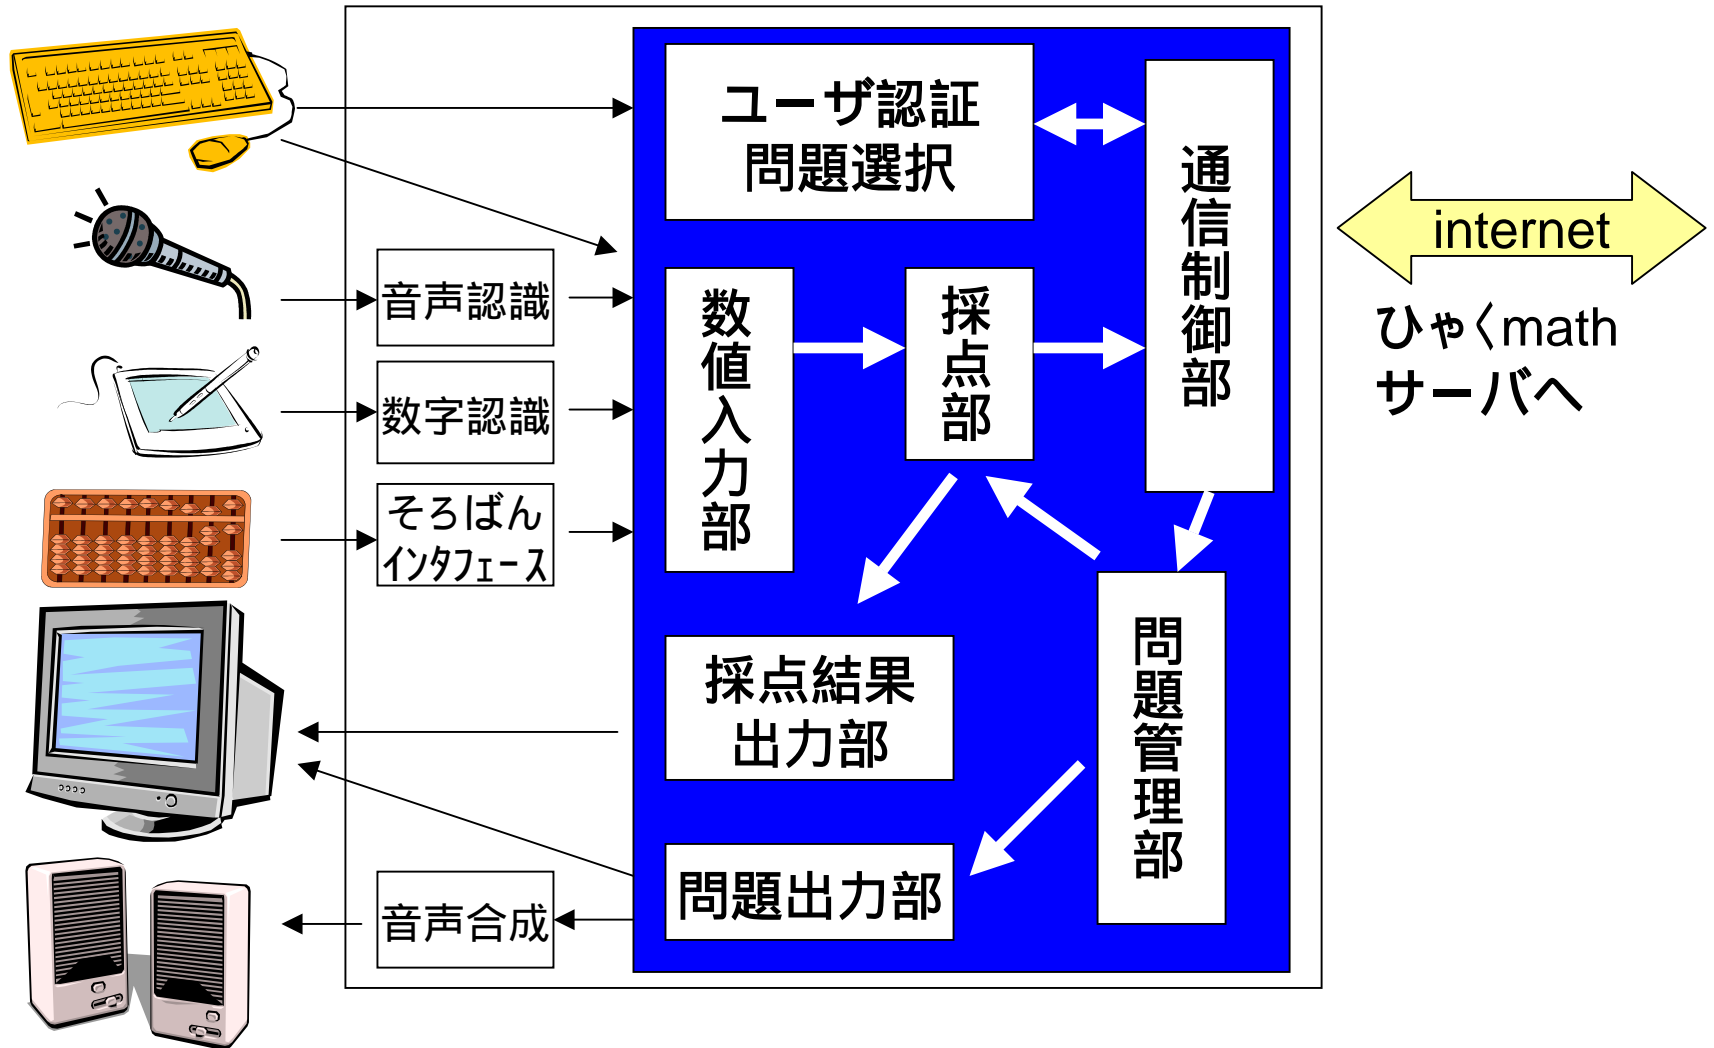 ユーザ認証
問題選択
通信制御部
internet
ひゃくmath
サーバへ
音声認識
数字認識
そろばん
インタフェース
数値入力部
採点部
採点結果
出力部
問題管理部
問題出力部
音声合成